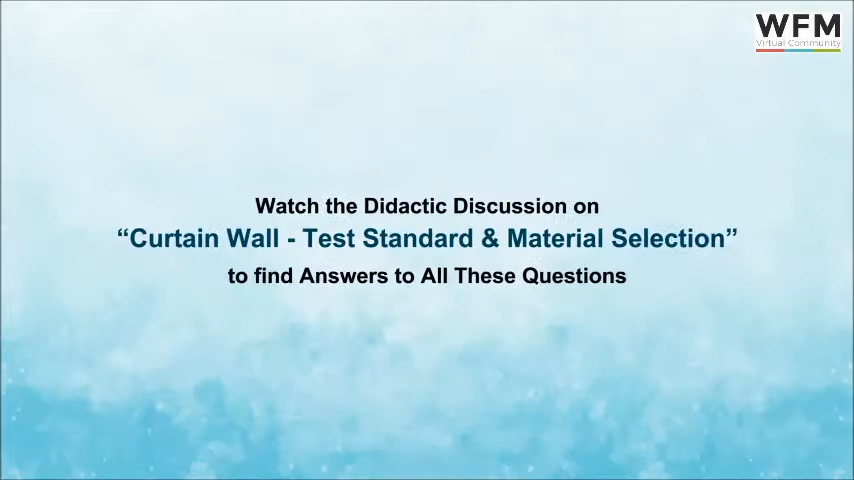 WFM
Virtual Community
Watch the Didactic Discussion on
“Curtain Wall - Test Standard & Material Selection”
to find Answers to All These Questions